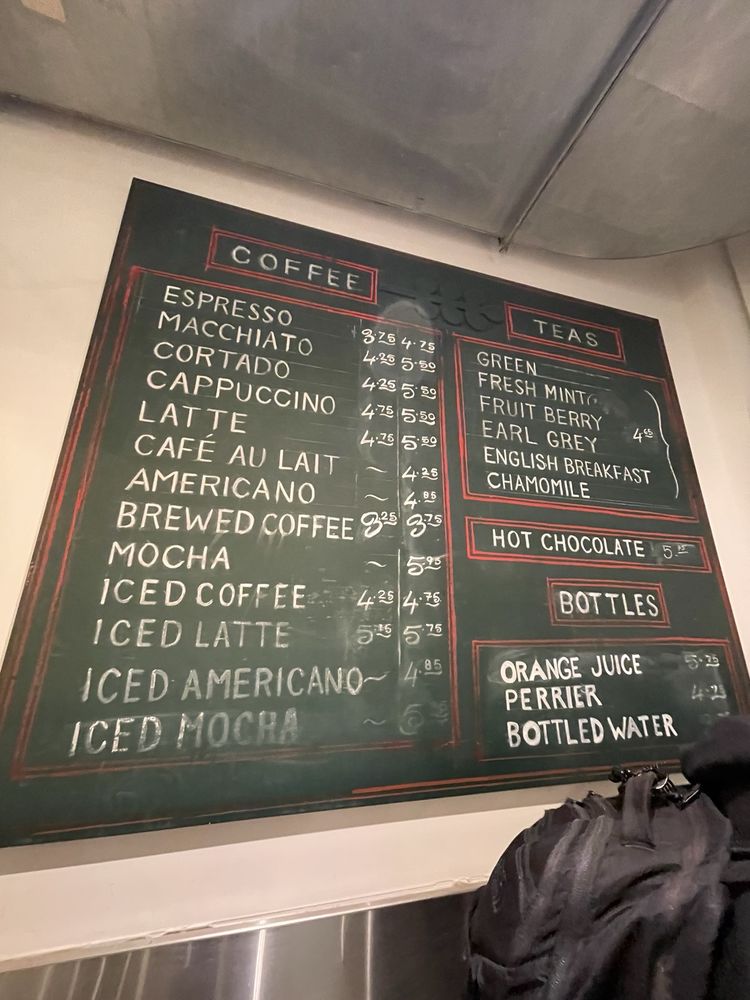 COFFEE
ESPRESSO 3.75 4.75
MACCHIATO 4.25 5.50
CORTADO 4.25 5.50
CAPPUCCINO 4.75 5.50
LATTE 4.75 5.50
CAFÉ AU LAIT ~ 4.25
AMERICANO ~ 4.85
BREWED COFFEE 3.25 3.75
MOCHA ~ 5.95
ICED COFFEE 4.25 4.75
ICED LATTE 5.75
ICED AMERICANO ~ 4.85
ICED MOCHA ~
TEAS
GREEN
FRESH MINT
FRUIT BERRY
EARL GREY 4.65
ENGLISH BREAKFAST
CHAMOMILE
HOT CHOCOLATE
BOTTLES
ORANGE JUICE 5.25
PERRIER 4.25
BOTTLED WATER